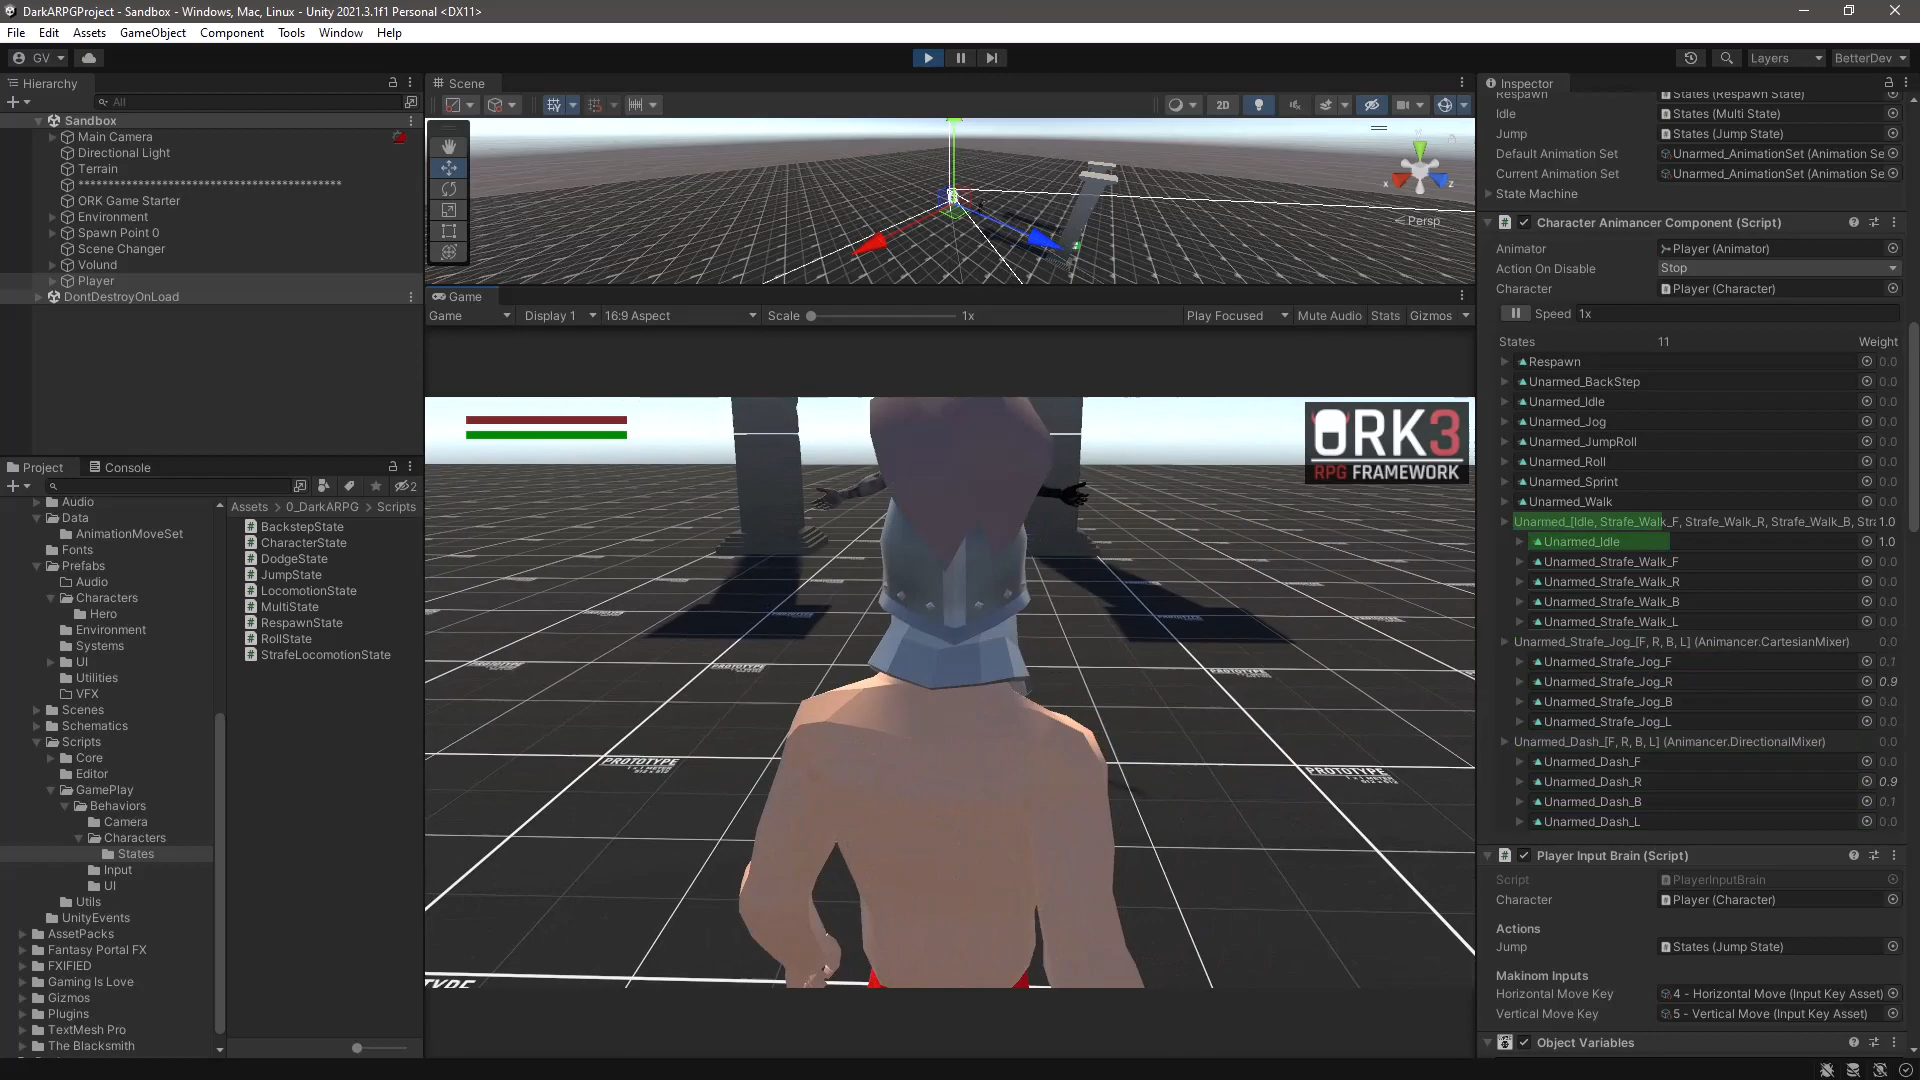 DarkARPGProject - Sandbox - Windows, Mac, Linux - Unity 2021.3.1f1 Personal <DX11>
File Edit Assets GameObject Component Tools Window Help
GV
Layers
BetterDev
Hierarchy
All
Sandbox
Main Camera
Directional Light
Terrain
ORK Game Starter
Environment
Spawn Point 0
Scene Changer
Volund
Player
DontDestroyOnLoad
Project
Console
2
Audio
Data
AnimationMoveSet
Fonts
Prefabs
Audio
Characters
Hero
Environment
Systems
UI
Utilities
VFX
Scenes
Schematics
Scripts
Core
Editor
GamePlay
Behaviors
Camera
Characters
States
Input
UI
Utils
UnityEvents
AssetPacks
Fantasy Portal FX
FXIFIED
Gaming Is Love
Gizmos
Plugins
TextMesh Pro
The Blacksmith
Assets > 0_DarkARPG > Scripts
BackstepState
CharacterState
DodgeState
JumpState
LocomotionState
MultiState
RespawnState
RollState
StrafeLocomotionState
Scene
2D
x
z
Persp
Game
Game
Display 1
16:9 Aspect
Scale
1x
Play Focused
Mute Audio
Stats
Gizmos
ORK3
RPG FRAMEWORK
PROTOTYPE
PROTOTYPE
Inspector
Respawn States (Respawn State)
Idle States (Multi State)
Jump States (Jump State)
Default Animation Set Unarmed_AnimationSet (Animation Se
Current Animation Set Unarmed_AnimationSet (Animation Se
State Machine
Character Animancer Component (Script)
Animator Player (Animator)
Action On Disable Stop
Character Player (Character)
Speed 1x
States 11 Weight
Respawn 0.0
Unarmed_BackStep 0.0
Unarmed_Idle 0.0
Unarmed_Jog 0.0
Unarmed_JumpRoll 0.0
Unarmed_Roll 0.0
Unarmed_Sprint 0.0
Unarmed_Walk 0.0
Unarmed_[Idle, Strafe_Walk_F, Strafe_Walk_R, Strafe_Walk_B, Stra 1.0
Unarmed_Idle 1.0
Unarmed_Strafe_Walk_F 0.0
Unarmed_Strafe_Walk_R 0.0
Unarmed_Strafe_Walk_B 0.0
Unarmed_Strafe_Walk_L 0.0
Unarmed_Strafe_Jog_[F, R, B, L] (Animancer.CartesianMixer) 0.0
Unarmed_Strafe_Jog_F 0.1
Unarmed_Strafe_Jog_R 0.9
Unarmed_Strafe_Jog_B 0.0
Unarmed_Strafe_Jog_L 0.0
Unarmed_Dash_[F, R, B, L] (Animancer.DirectionalMixer) 0.0
Unarmed_Dash_F 0.0
Unarmed_Dash_R 0.9
Unarmed_Dash_B 0.1
Unarmed_Dash_L 0.0
Player Input Brain (Script)
Script PlayerInputBrain
Character Player (Character)
Actions
Jump States (Jump State)
Makinom Inputs
Horizontal Move Key 4 - Horizontal Move (Input Key Asset)
Vertical Move Key 5 - Vertical Move (Input Key Asset)
Object Variables